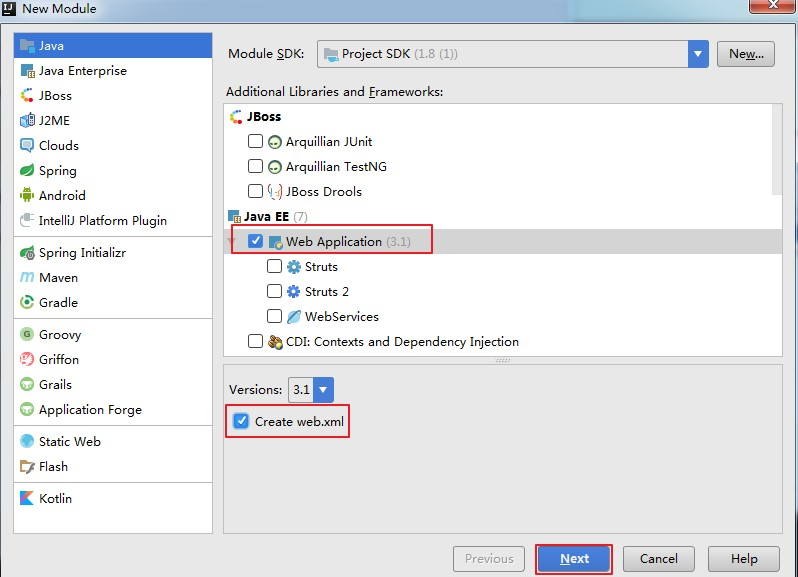 New Module
Java
Java Enterprise
JBoss
J2ME
Clouds
Spring
Android
IntelliJ Platform Plugin
Spring Initializr
Maven
Gradle
Groovy
Griffon
Grails
Application Forge
Static Web
Flash
Kotlin
Module SDK: Project SDK (1.8 (1)) New...
Additional Libraries and Frameworks:
JBoss
Arquillian JUnit
Arquillian TestNG
JBoss Drools
Java EE (7)
Web Application (3.1)
Struts
Struts 2
WebServices
CDI: Contexts and Dependency Injection
Versions: 3.1
Create web.xml
Previous Next Cancel Help